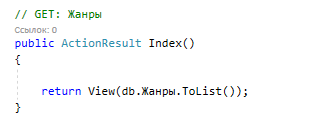 // GET: Жанры
Ссылок: 0
public ActionResult Index()
{
return View(db.Жанры.ToList());
}